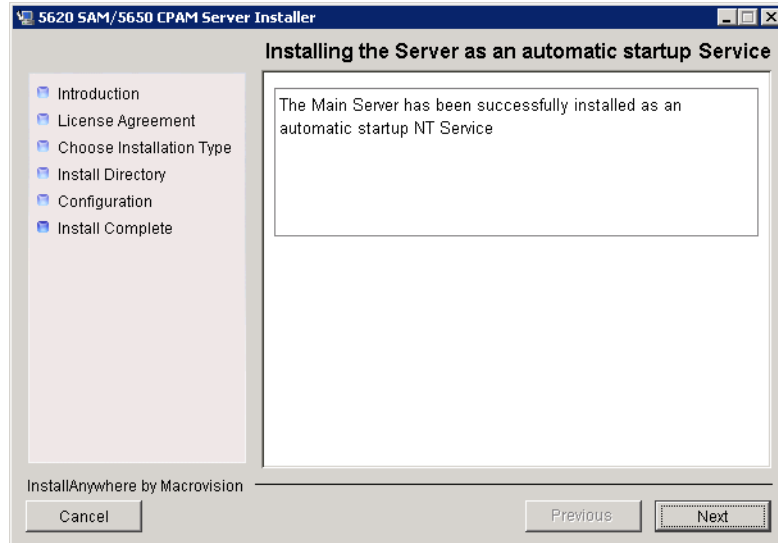 5620 SAM/5650 CPAM Server Installer
Installing the Server as an automatic startup Service
Introduction
License Agreement
Choose Installation Type
Install Directory
Configuration
Install Complete
The Main Server has been successfully installed as an
automatic startup NT Service
InstallAnywhere by Macrovision
Cancel
Previous
Next